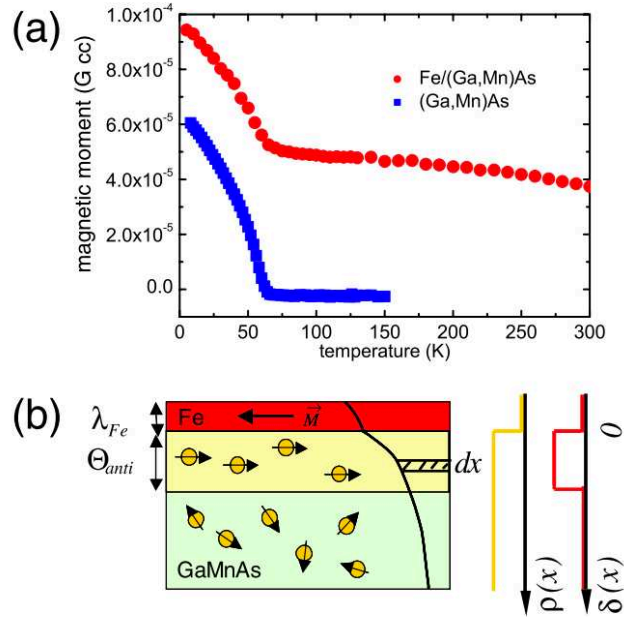 (a)
magnetic moment (G cc)
1.0x10⁻⁴
8.0x10⁻⁵
6.0x10⁻⁵
4.0x10⁻⁵
2.0x10⁻⁵
0.0
Fe/(Ga,Mn)As
(Ga,Mn)As
0 50 100 150 200 250 300
temperature (K)
(b)
λFe
Fe
M⃗
Θanti
dx
GaMnAs
0
ρ(x)
δ(x)